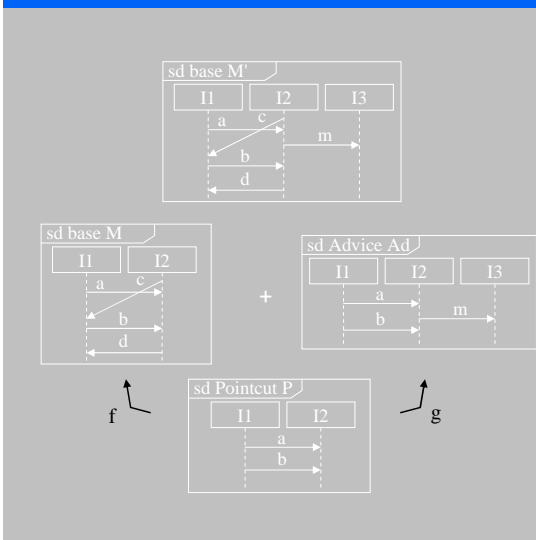 sd base M'
I1 I2 I3
a c
m
b
d
sd base M
I1 I2
a c
b
d
+
sd Advice Ad
I1 I2 I3
a
m
b
f
sd Pointcut P
I1 I2
a
b
g